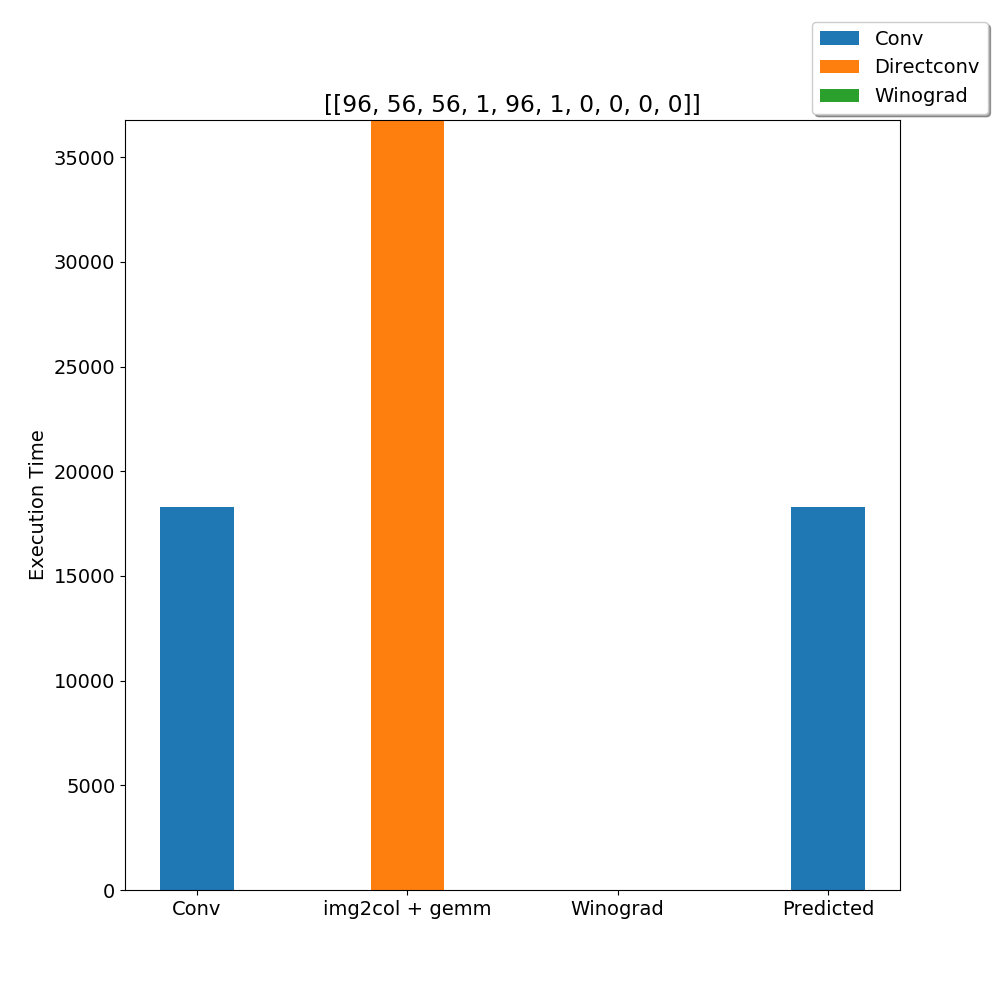 Conv
Directconv
Winograd
[[96, 56, 56, 1, 96, 1, 0, 0, 0, 0]]
35000
30000
25000
20000
15000
10000
5000
0
Execution Time
Conv
img2col + gemm
Winograd
Predicted